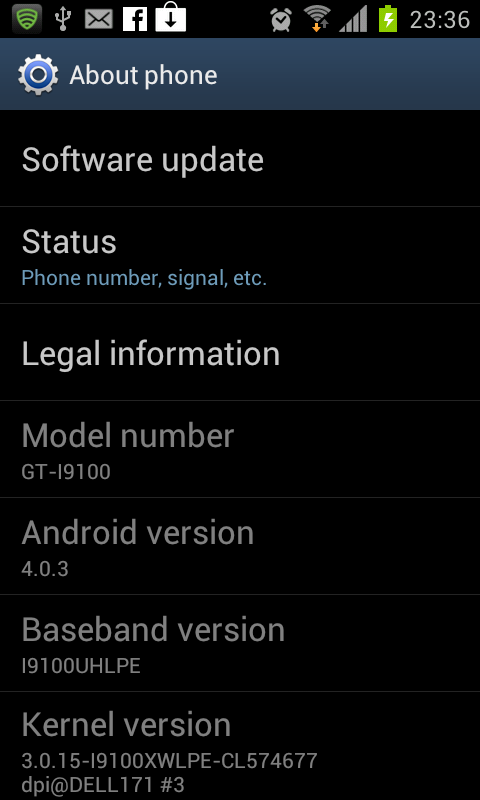 23:36
About phone
Software update
Status
Phone number, signal, etc.
Legal information
Model number
GT-I9100
Android version
4.0.3
Baseband version
I9100UHLPE
Kernel version
3.0.15-I9100XWLPE-CL574677
dpi@DELL171 #3